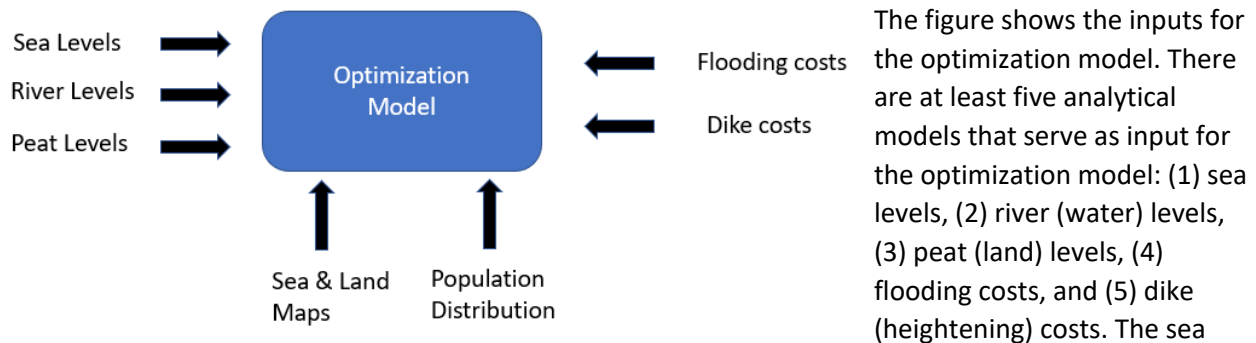 Sea Levels
River Levels
Peat Levels
Optimization
Model
Flooding costs
Dike costs
Sea & Land
Maps
Population
Distribution
The figure shows the inputs for
the optimization model. There
are at least five analytical
models that serve as input for
the optimization model: (1) sea
levels, (2) river (water) levels,
(3) peat (land) levels, (4)
flooding costs, and (5) dike
(heightening) costs. The sea